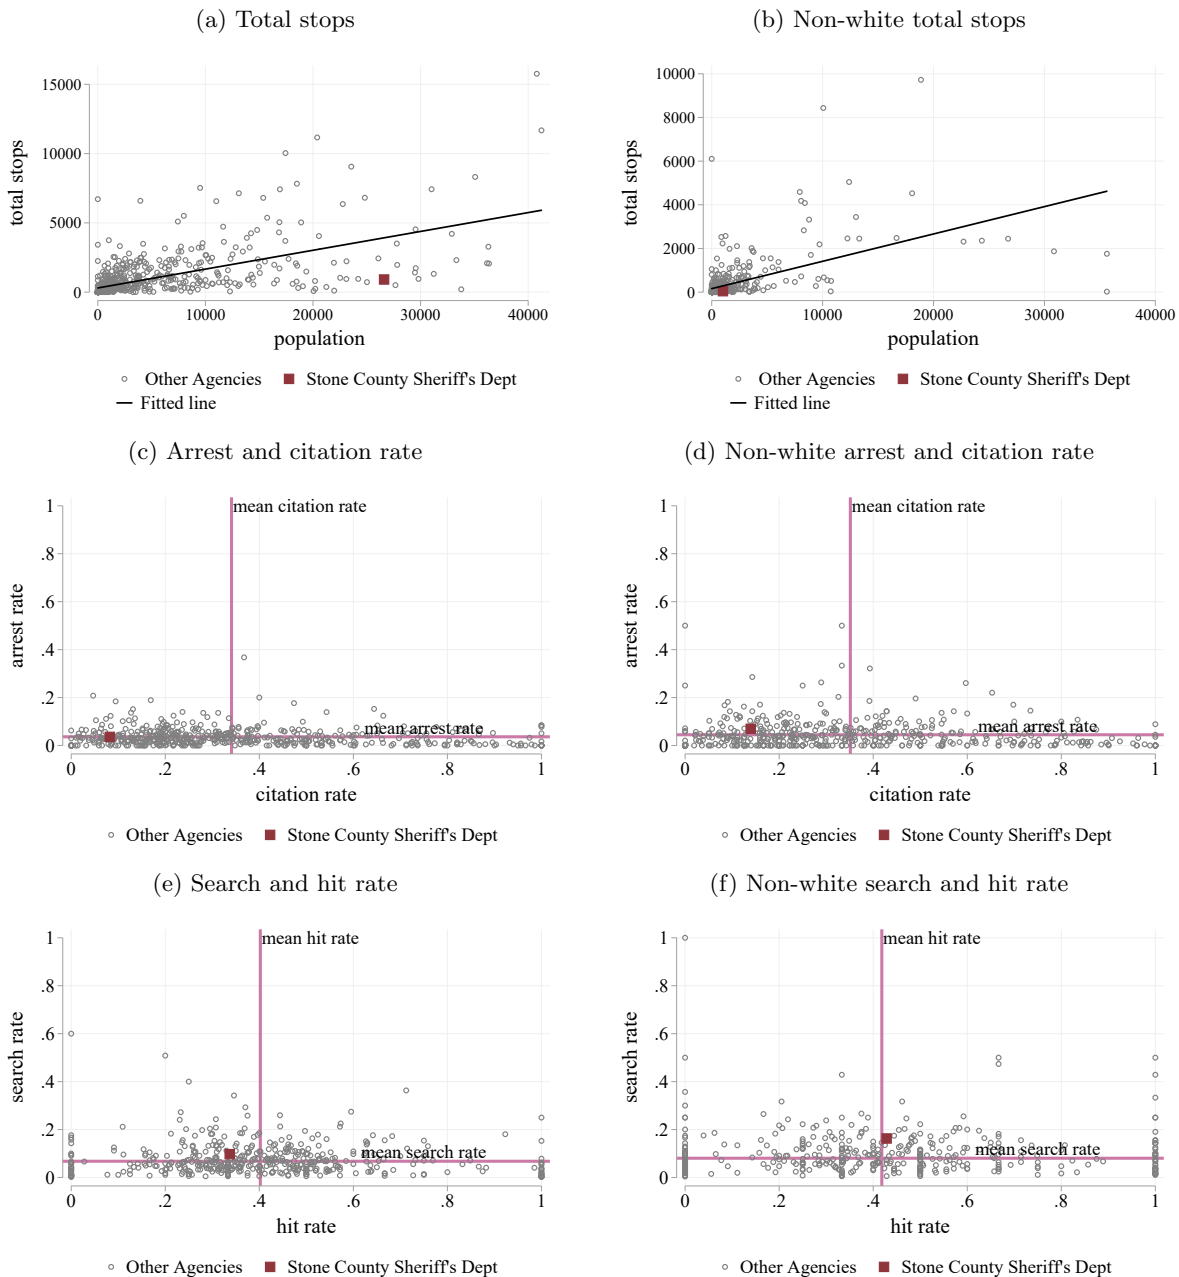 (a) Total stops
(b) Non-white total stops
total stops
15000
10000
5000
0
0 10000 20000 30000 40000
population
Other Agencies Stone County Sheriff's Dept
Fitted line
total stops
10000
8000
6000
4000
2000
0
0 10000 20000 30000 40000
population
Other Agencies Stone County Sheriff's Dept
Fitted line
(c) Arrest and citation rate
(d) Non-white arrest and citation rate
arrest rate
1
.8
.6
.4
.2
0
mean citation rate
mean arrest rate
0 .2 .4 .6 .8 1
citation rate
Other Agencies Stone County Sheriff's Dept
arrest rate
1
.8
.6
.4
.2
0
mean citation rate
mean arrest rate
0 .2 .4 .6 .8 1
citation rate
Other Agencies Stone County Sheriff's Dept
(e) Search and hit rate
(f) Non-white search and hit rate
search rate
1
.8
.6
.4
.2
0
mean hit rate
mean search rate
0 .2 .4 .6 .8 1
hit rate
Other Agencies Stone County Sheriff's Dept
search rate
1
.8
.6
.4
.2
0
mean hit rate
mean search rate
0 .2 .4 .6 .8 1
hit rate
Other Agencies Stone County Sheriff's Dept